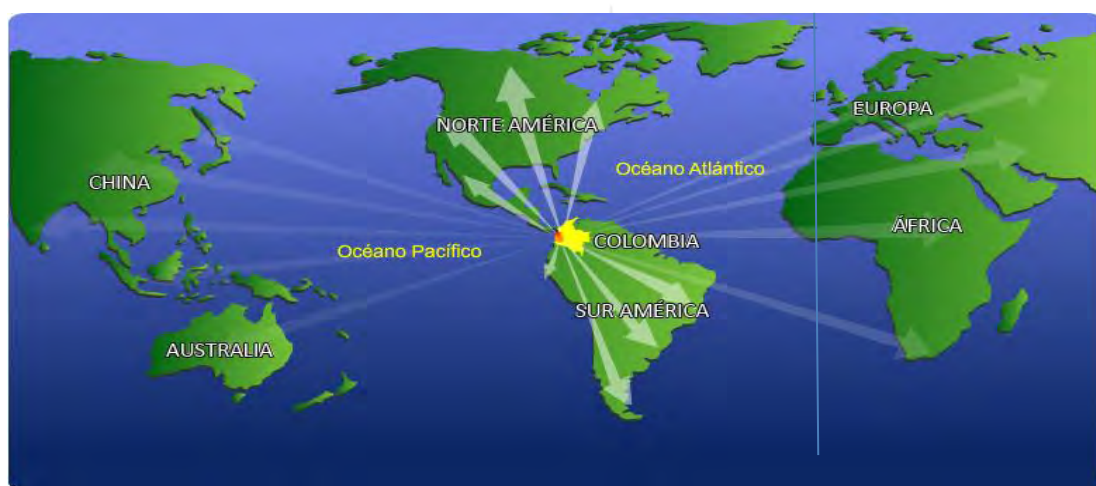 EUROPA
NORTE AMÉRICA
Océano Atlántico
CHINA
ÁFRICA
COLOMBIA
Océano Pacífico
SUR AMÉRICA
AUSTRALIA